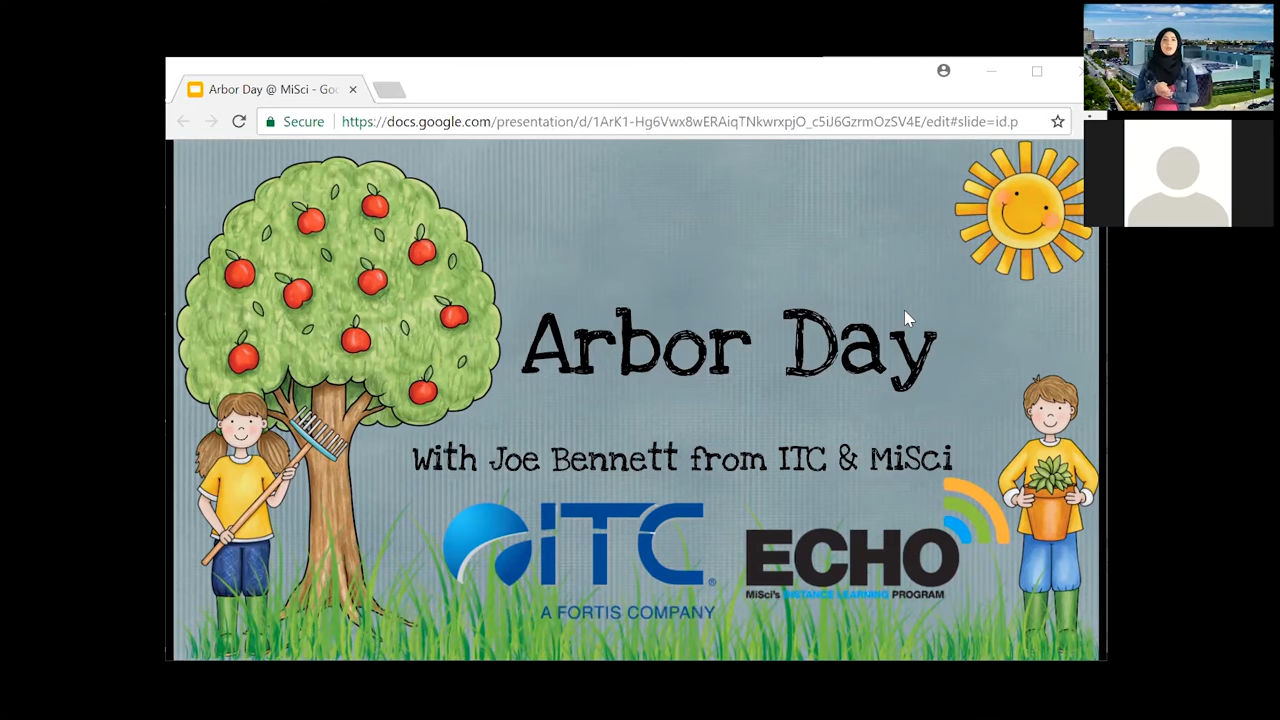 Arbor Day @ MiSci - Goo
Secure
https://docs.google.com/presentation/d/1ArK1-Hg6Vwx8wERAiqTNkwrxpjO_c5iJ6GzrmOzSV4E/edit#slide=id.p
Arbor Day
With Joe Bennett from ITC & MiSci
ITC®
A FORTIS COMPANY
ECHO
MiSci's DISTANCE LEARNING PROGRAM